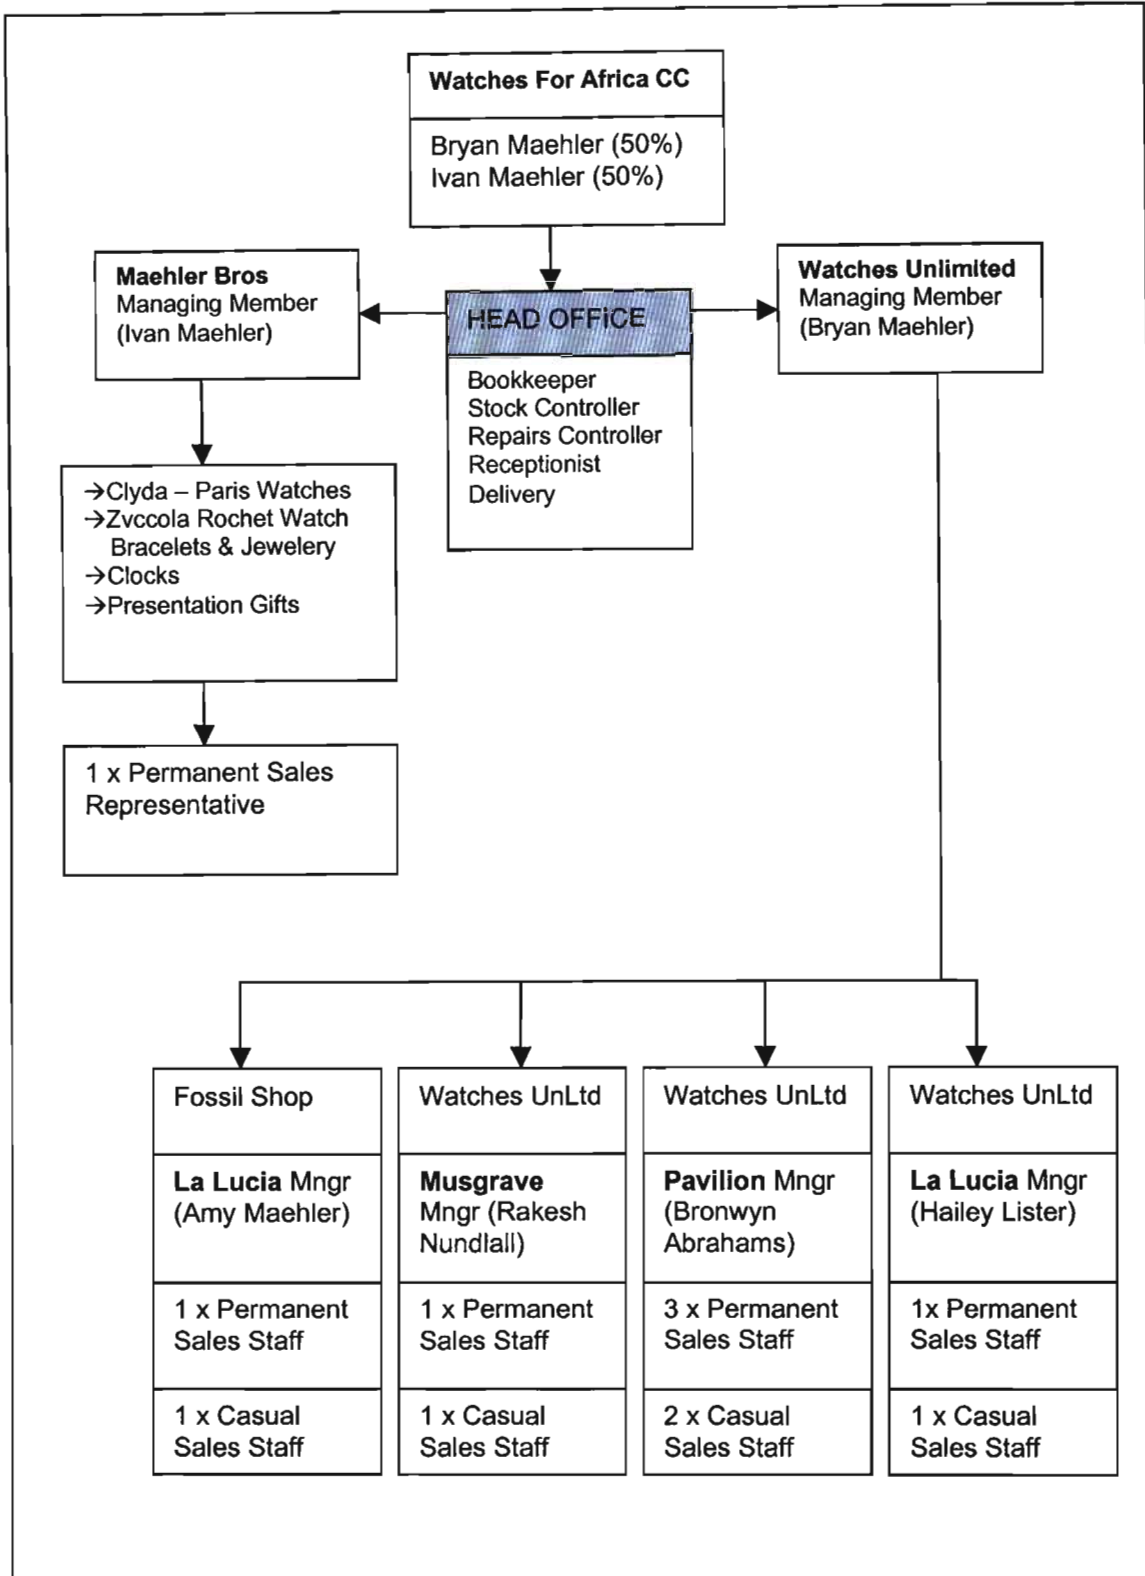 Watches For Africa CC
Bryan Maehler (50%)
Ivan Maehler (50%)
Maehler Bros
Managing Member
(Ivan Maehler)
HEAD OFFICE
Bookkeeper
Stock Controller
Repairs Controller
Receptionist
Delivery
Watches Unlimited
Managing Member
(Bryan Maehler)
→Clyda – Paris Watches
→Zvccola Rochet Watch
Bracelets & Jewelery
→Clocks
→Presentation Gifts
1 x Permanent Sales
Representative
Fossil Shop
La Lucia Mngr
(Amy Maehler)
1 x Permanent
Sales Staff
1 x Casual
Sales Staff
Watches UnLtd
Musgrave
Mngr (Rakesh
Nundlall)
1 x Permanent
Sales Staff
1 x Casual
Sales Staff
Watches UnLtd
Pavilion Mngr
(Bronwyn
Abrahams)
3 x Permanent
Sales Staff
2 x Casual
Sales Staff
Watches UnLtd
La Lucia Mngr
(Hailey Lister)
1x Permanent
Sales Staff
1 x Casual
Sales Staff